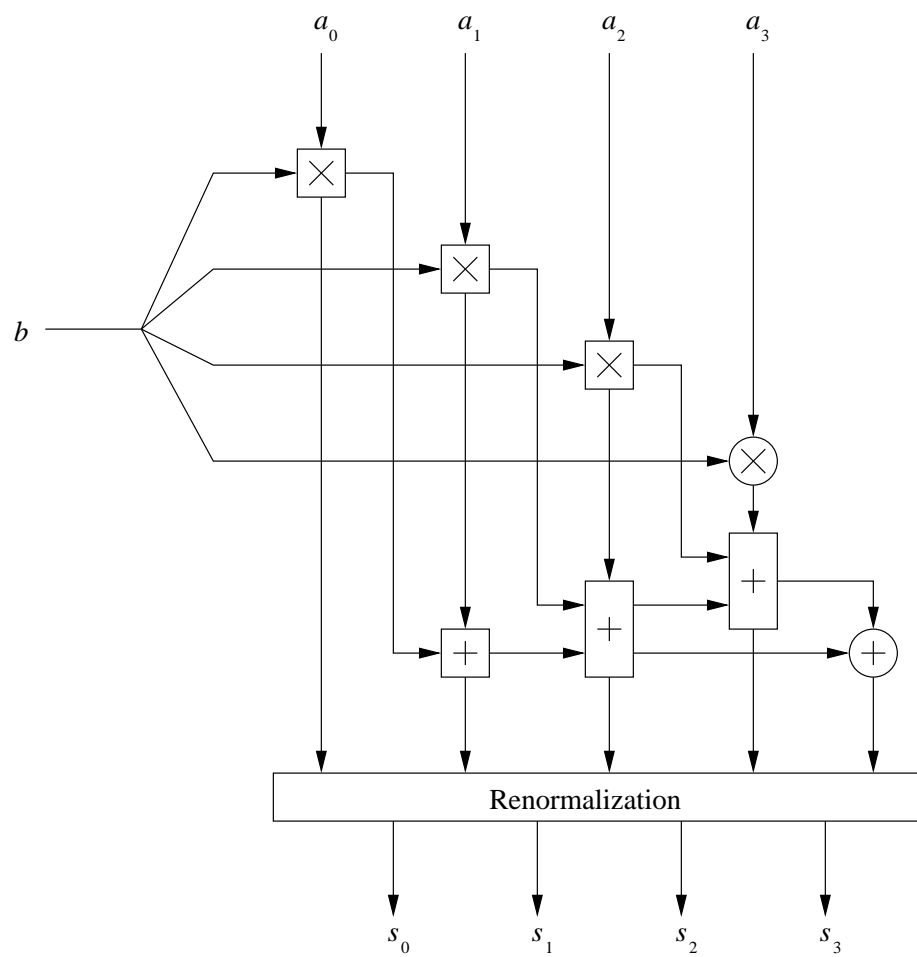 a₀ a₁ a₂ a₃
×
×
b
×
×
+
+
+ +
Renormalization
s₀ s₁ s₂ s₃